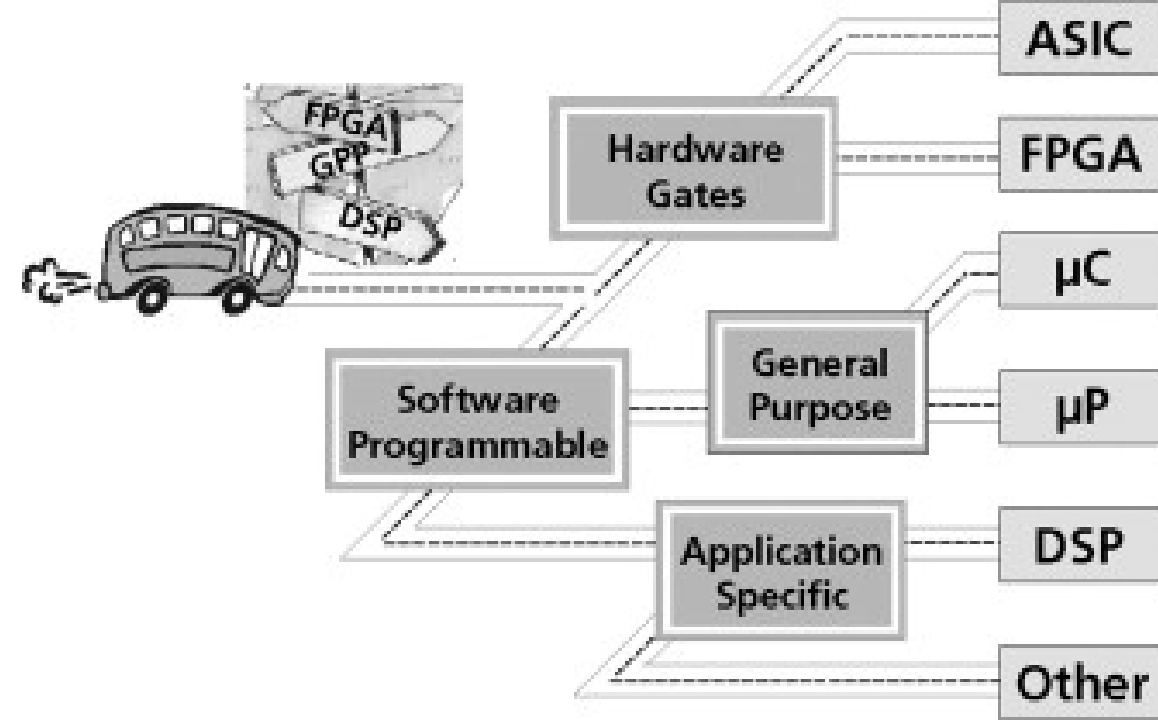 ASIC
FPGA
GPP
DSP
Hardware
Gates
FPGA
µC
General
Purpose
µP
Software
Programmable
Application
Specific
DSP
Other